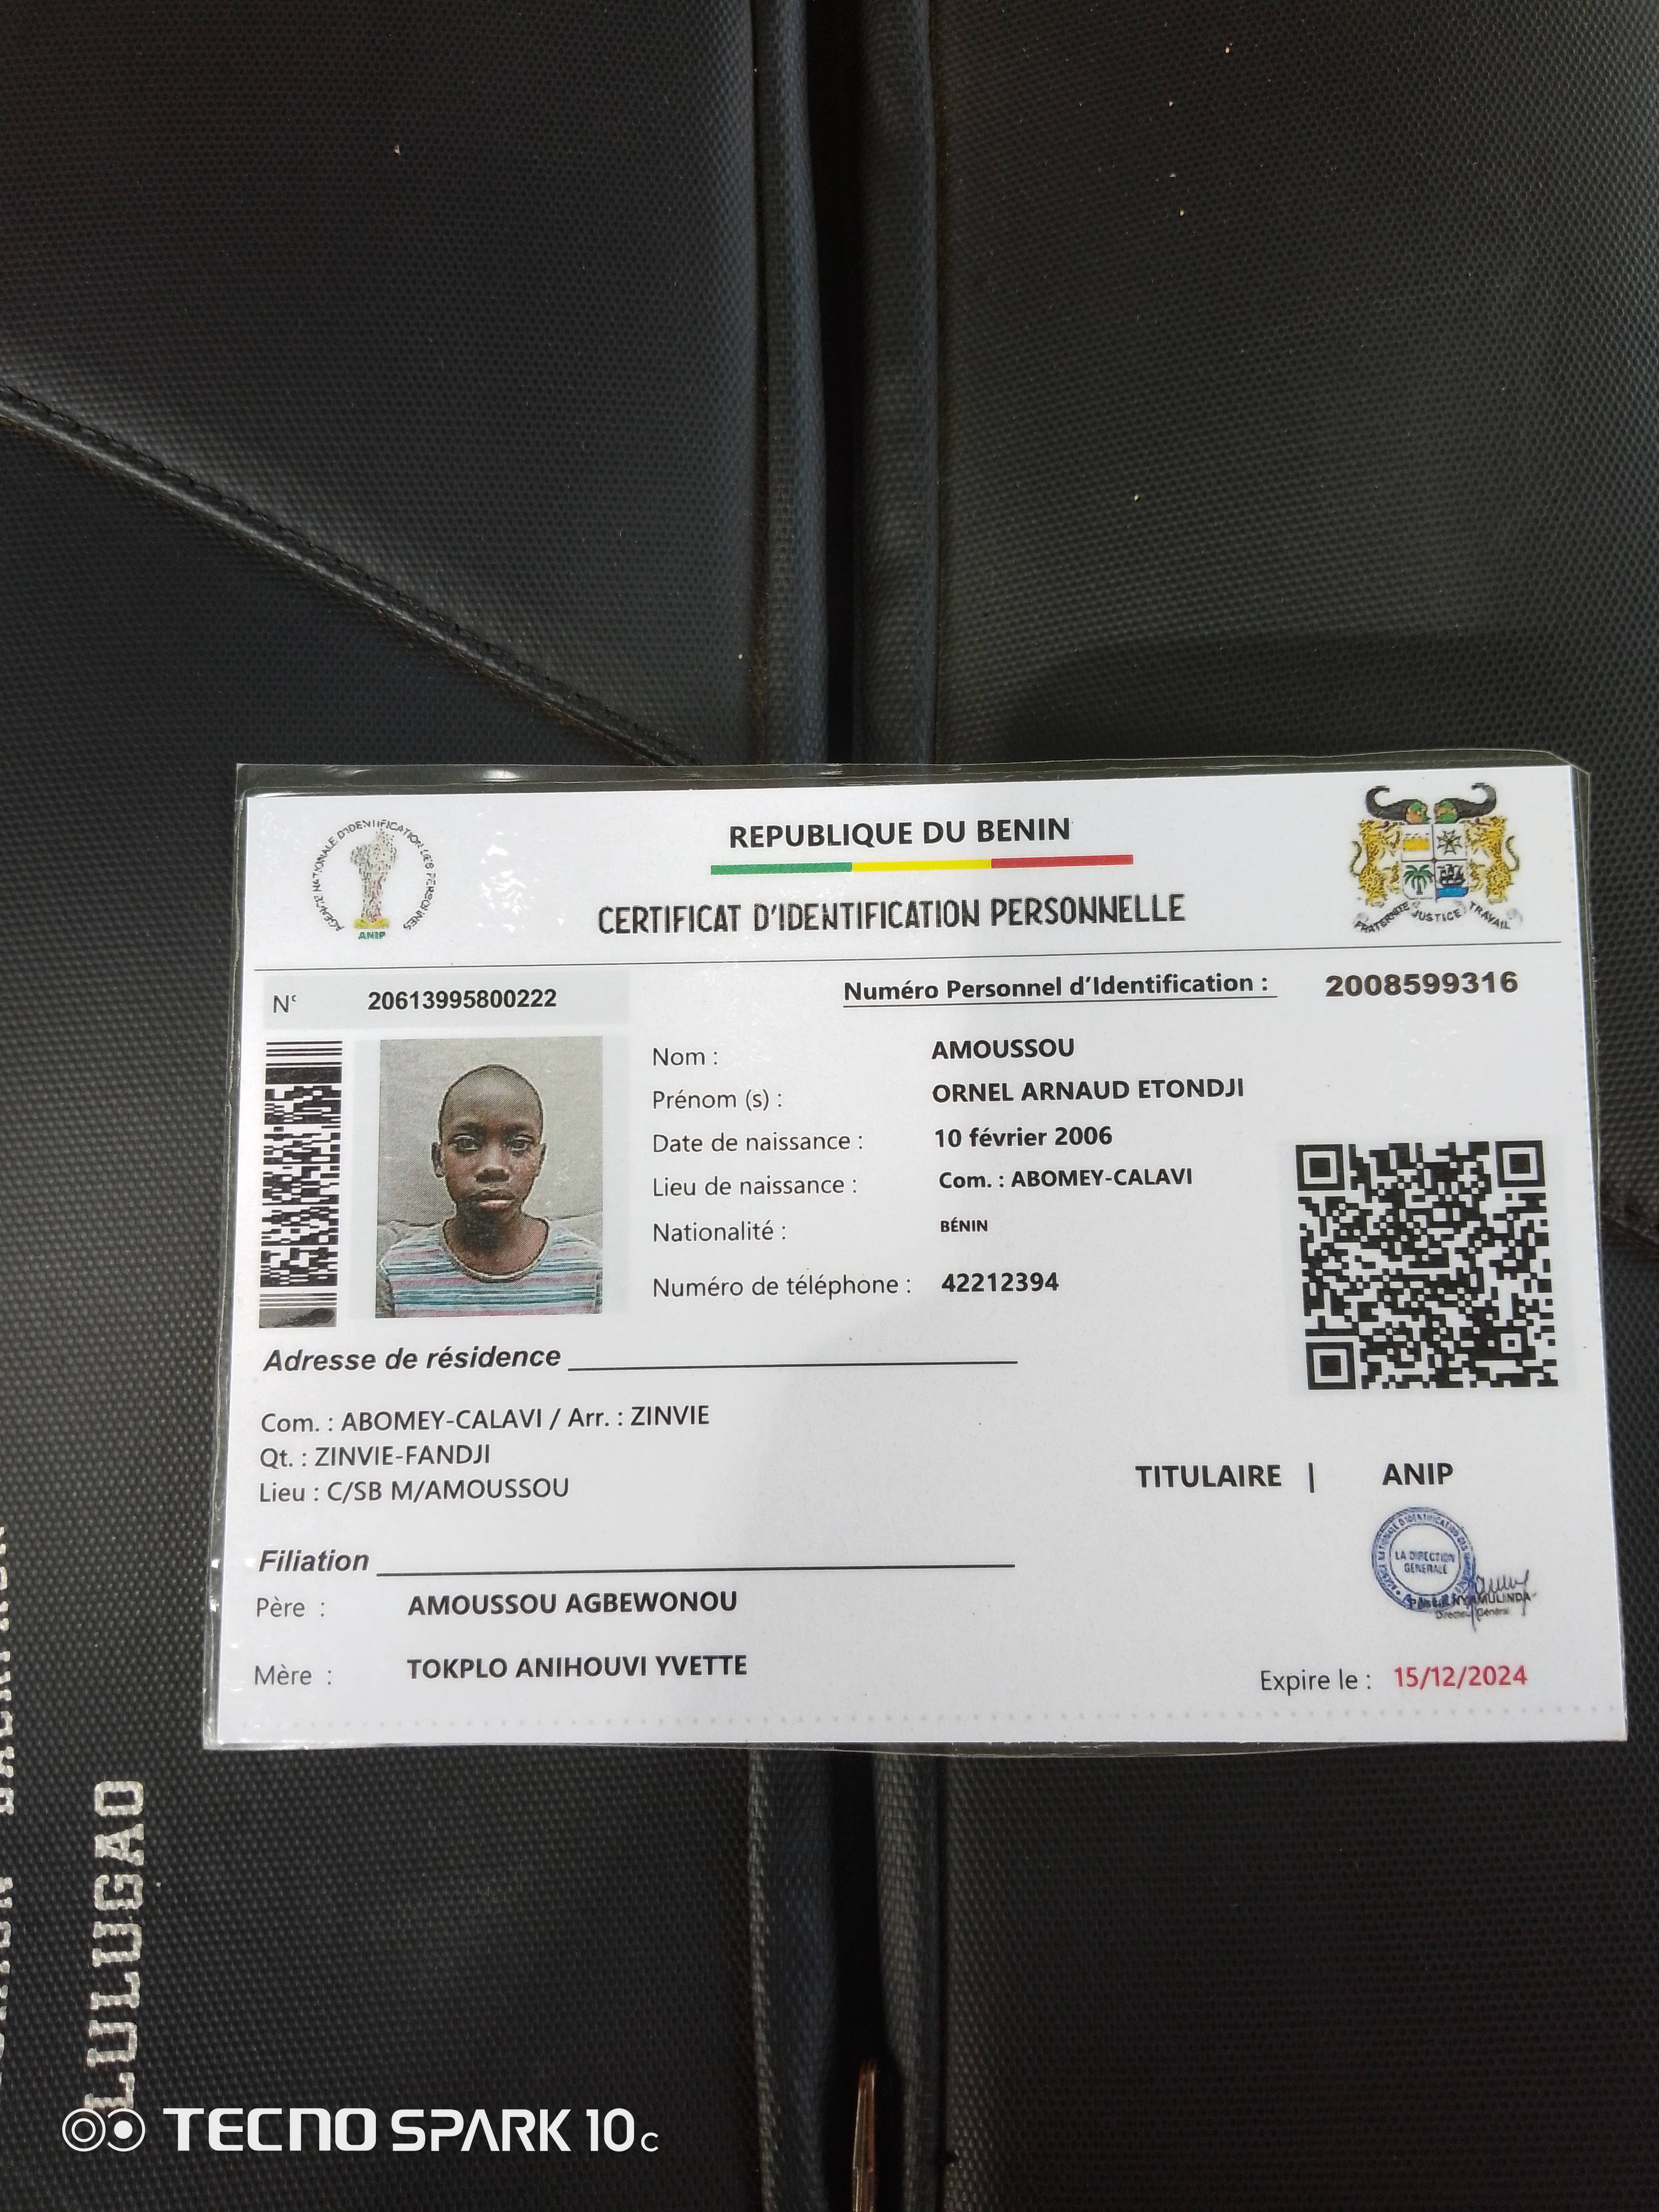 REPUBLIQUE DU BENIN
CERTIFICAT D'IDENTIFICATION PERSONNELLE
AGENCE NATIONALE D'IDENTIFICATION DES PERSONNES
ANIP
FRATERNITE JUSTICE TRAVAIL
N° 20613995800222
Numéro Personnel d'Identification : 2008599316
Nom : AMOUSSOU
Prénom (s) : ORNEL ARNAUD ETONDJI
Date de naissance : 10 février 2006
Lieu de naissance : Com. : ABOMEY-CALAVI
Nationalité : BÉNIN
Numéro de téléphone : 42212394
Adresse de résidence
Com. : ABOMEY-CALAVI / Arr. : ZINVIE
Qt. : ZINVIE-FANDJI
Lieu : C/SB M/AMOUSSOU
TITULAIRE | ANIP
LA DIRECTION
GENERALE
NYAMULINDA
Directeur Général
Filiation
Père : AMOUSSOU AGBEWONOU
Mère : TOKPLO ANIHOUVI YVETTE
Expire le : 15/12/2024
LULUGAO
TECNO SPARK 10C